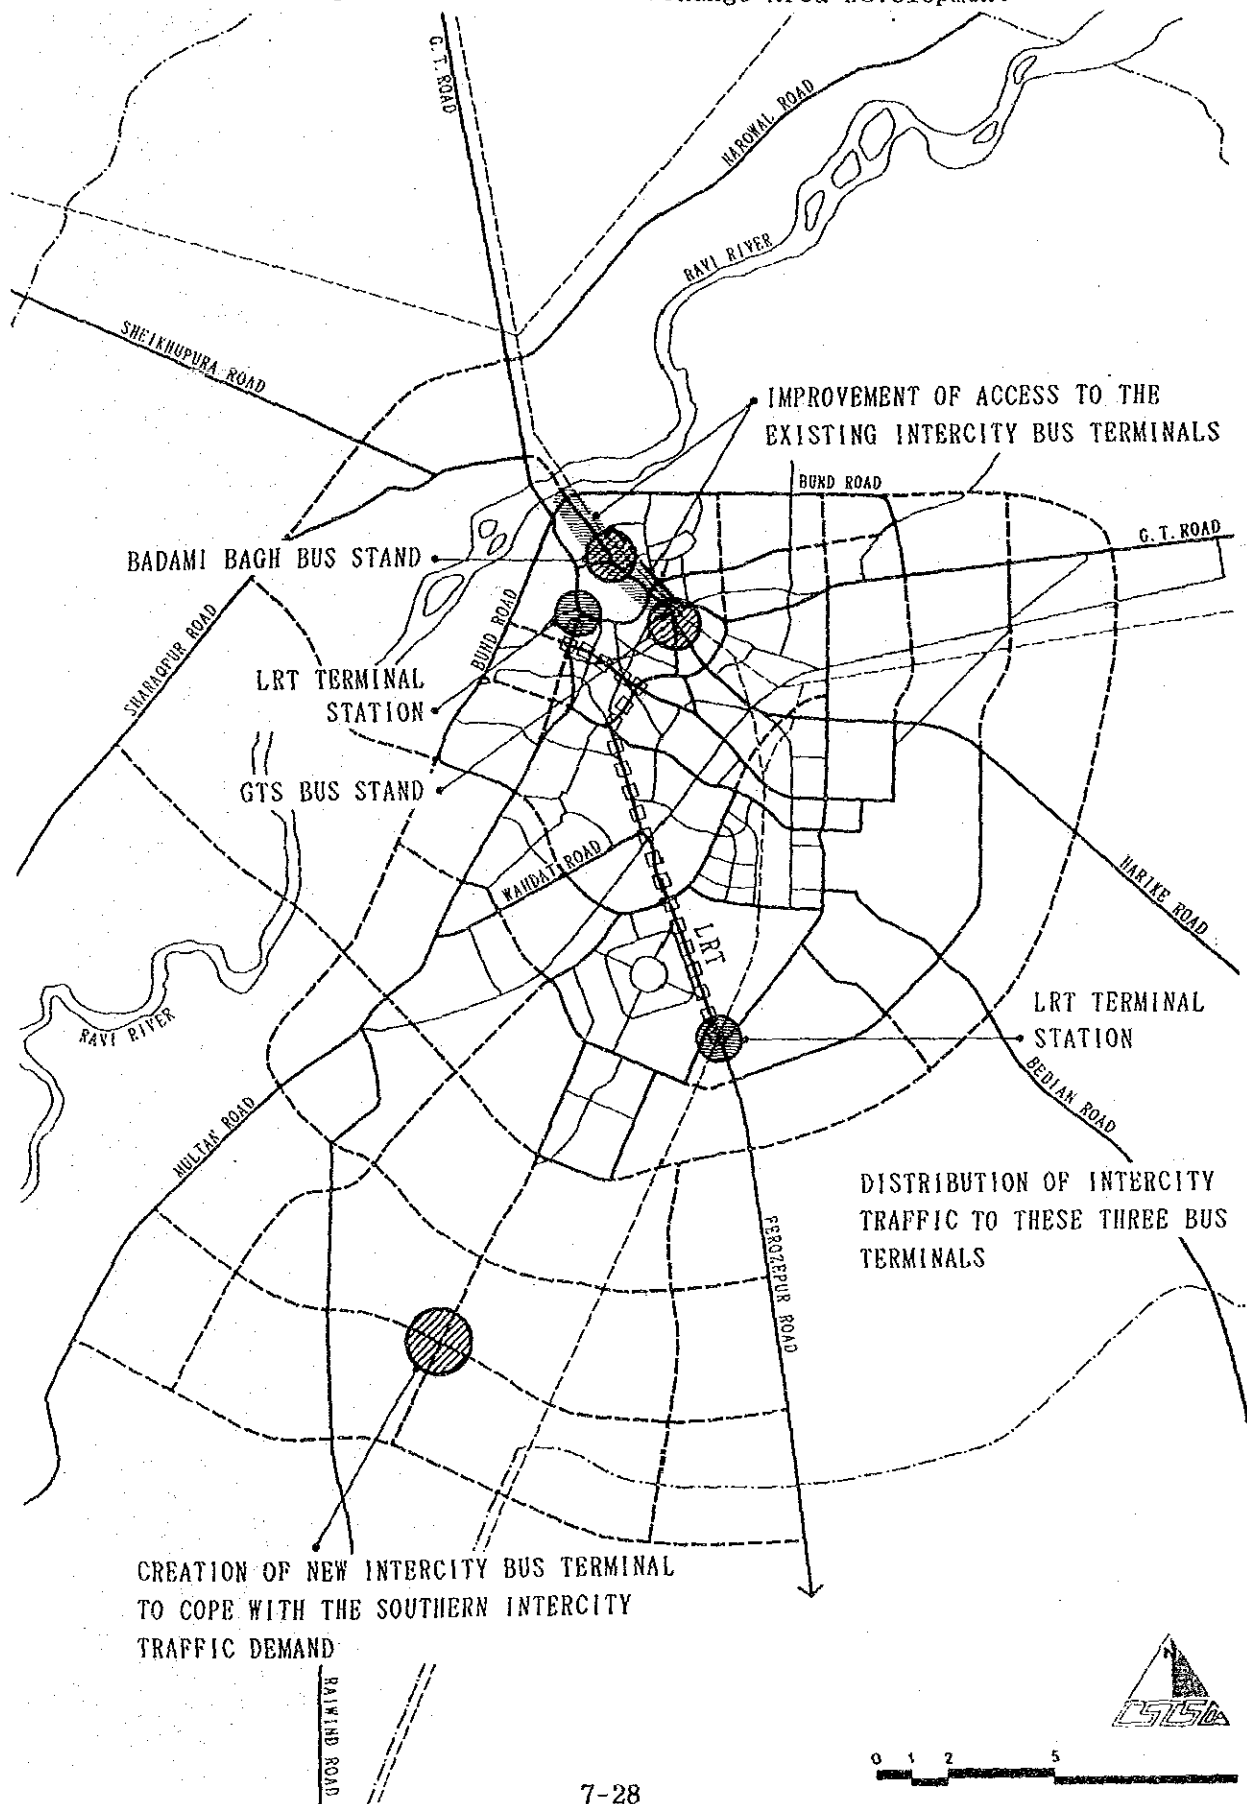 Area Development
G.T. ROAD
NAROWAL ROAD
RAVI RIVER
SHEIKHUPURA ROAD
IMPROVEMENT OF ACCESS TO THE
EXISTING INTERCITY BUS TERMINALS
BUND ROAD
G.T. ROAD
BADAMI BAGH BUS STAND
SHARAQPUR ROAD
BUND ROAD
LRT TERMINAL
STATION
GTS BUS STAND
WAHDAT ROAD
HARIKE ROAD
LRT
RAVI RIVER
LRT TERMINAL
STATION
BEDIAN ROAD
MULTAN ROAD
DISTRIBUTION OF INTERCITY
TRAFFIC TO THESE THREE BUS
TERMINALS
FEROZEPUR ROAD
CREATION OF NEW INTERCITY BUS TERMINAL
TO COPE WITH THE SOUTHERN INTERCITY
TRAFFIC DEMAND
RAIWIND ROAD
N
0 1 2 5
7-28